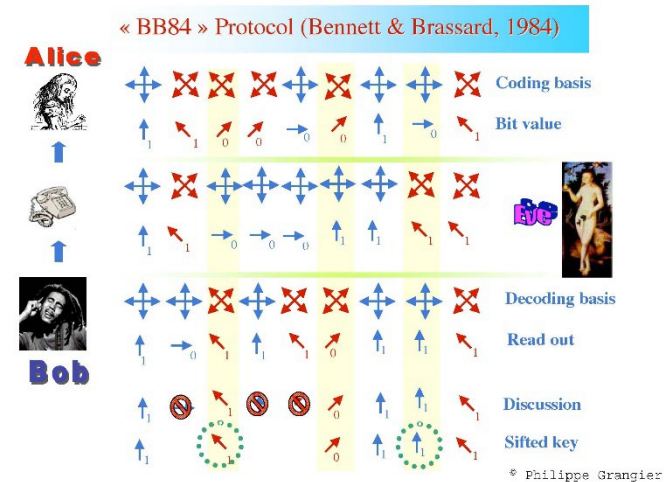 « BB84 » Protocol (Bennett & Brassard, 1984)
Alice
Coding basis
1 1 0 0 0 0 1 0 1
Bit value
Eve
1 1 0 0 0 1 1 1 1
Decoding basis
1 0 1 1 1 0 1 1 1
Read out
Bob
1 1 0 1 1 1
Discussion
1 1 0 1 1 1
Sifted key
© Philippe Grangier